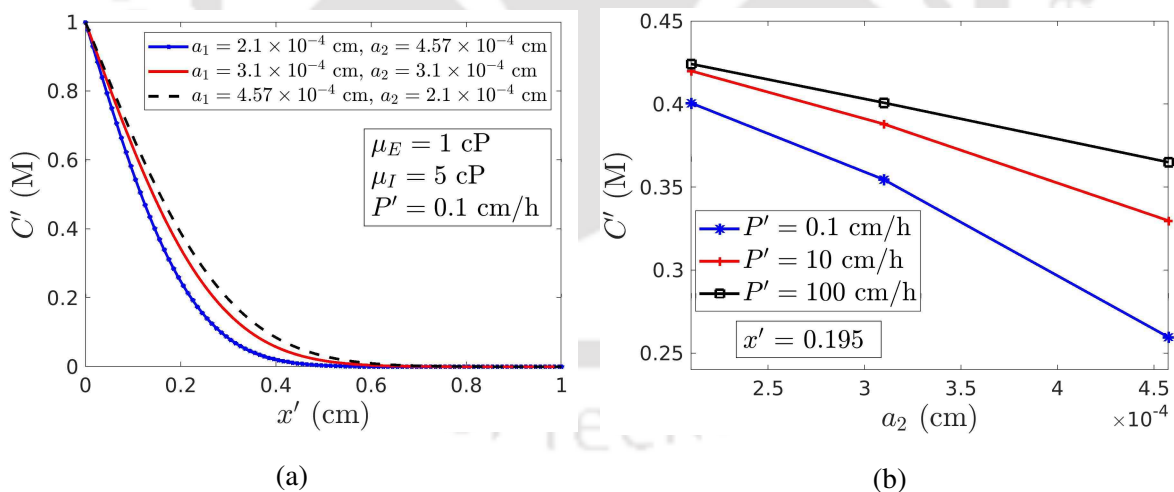 1
0.8
0.6
0.4
0.2
0
C′ (M)
a₁ = 2.1 × 10⁻⁴ cm, a₂ = 4.57 × 10⁻⁴ cm
a₁ = 3.1 × 10⁻⁴ cm, a₂ = 3.1 × 10⁻⁴ cm
a₁ = 4.57 × 10⁻⁴ cm, a₂ = 2.1 × 10⁻⁴ cm
μ_E = 1 cP
μ_I = 5 cP
P′ = 0.1 cm/h
0 0.2 0.4 0.6 0.8 1
x′ (cm)
(a)
0.45
0.4
0.35
0.3
0.25
C′ (M)
P′ = 0.1 cm/h
P′ = 10 cm/h
P′ = 100 cm/h
x′ = 0.195
2.5 3 3.5 4 4.5
×10⁻⁴
a₂ (cm)
(b)